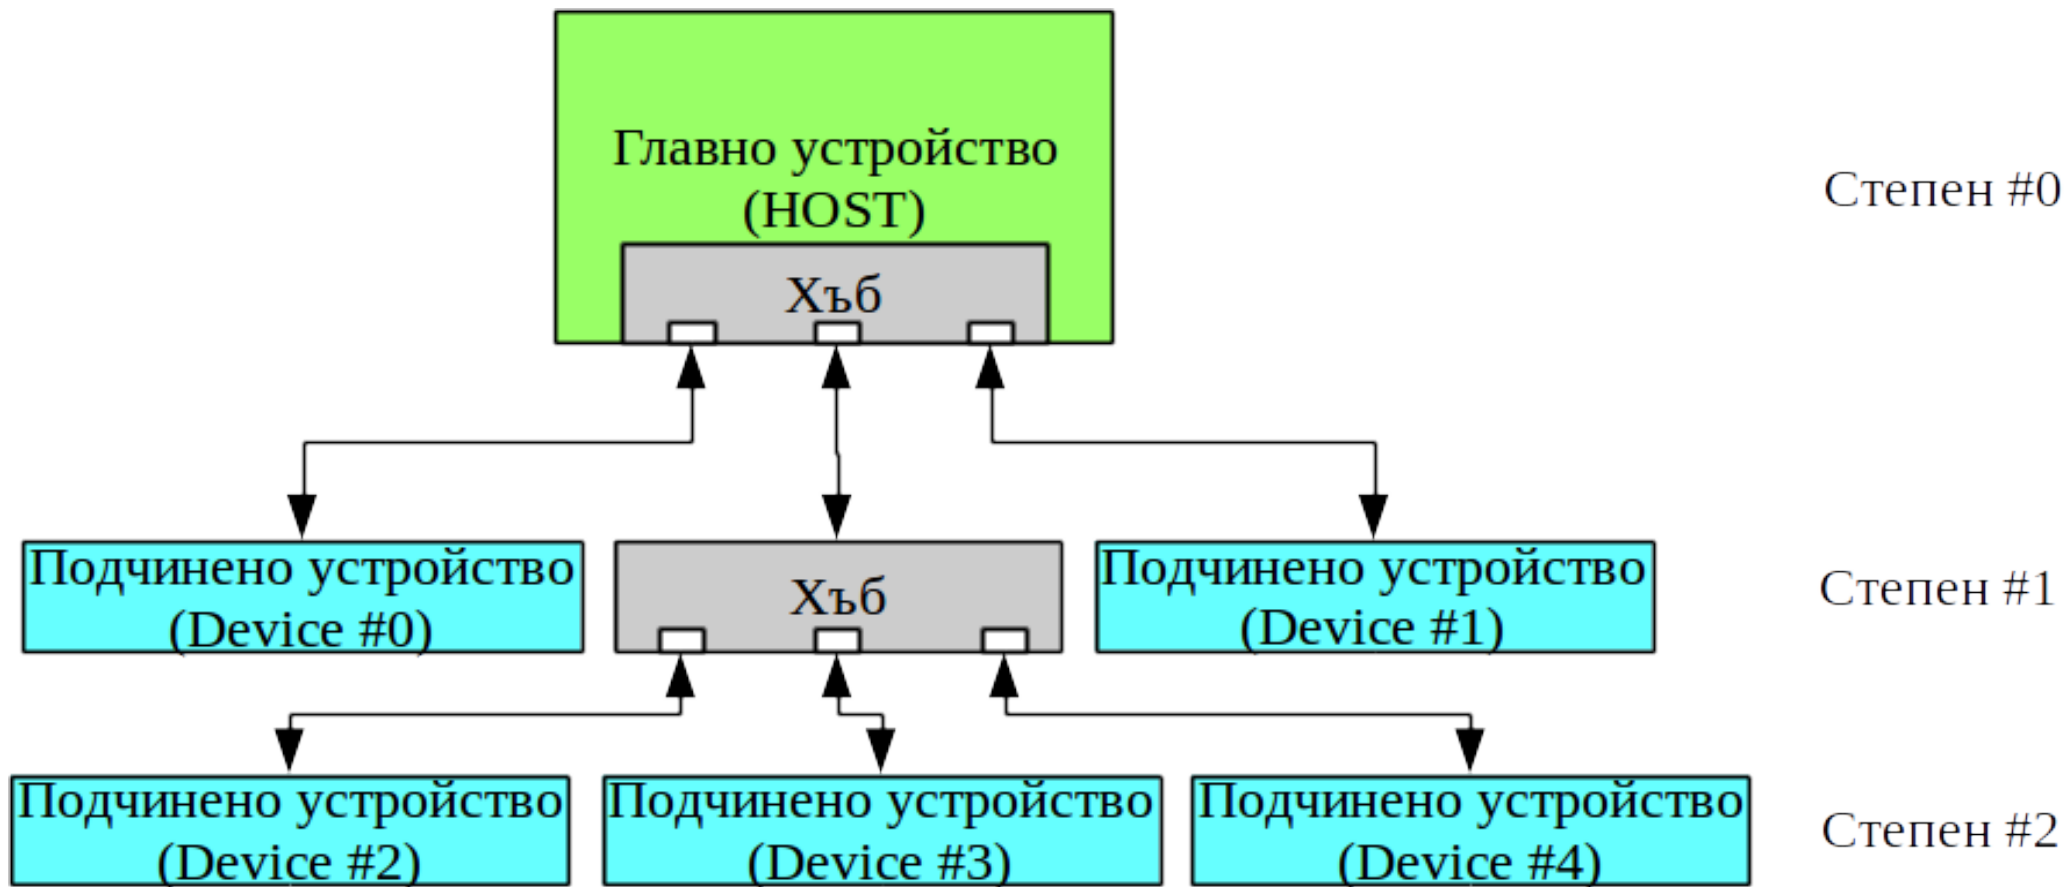 Главно устройство
(HOST)
Степен #0
Хъб
Подчинено устройство
(Device #0)
Хъб
Подчинено устройство
(Device #1)
Степен #1
Подчинено устройство
(Device #2)
Подчинено устройство
(Device #3)
Подчинено устройство
(Device #4)
Степен #2